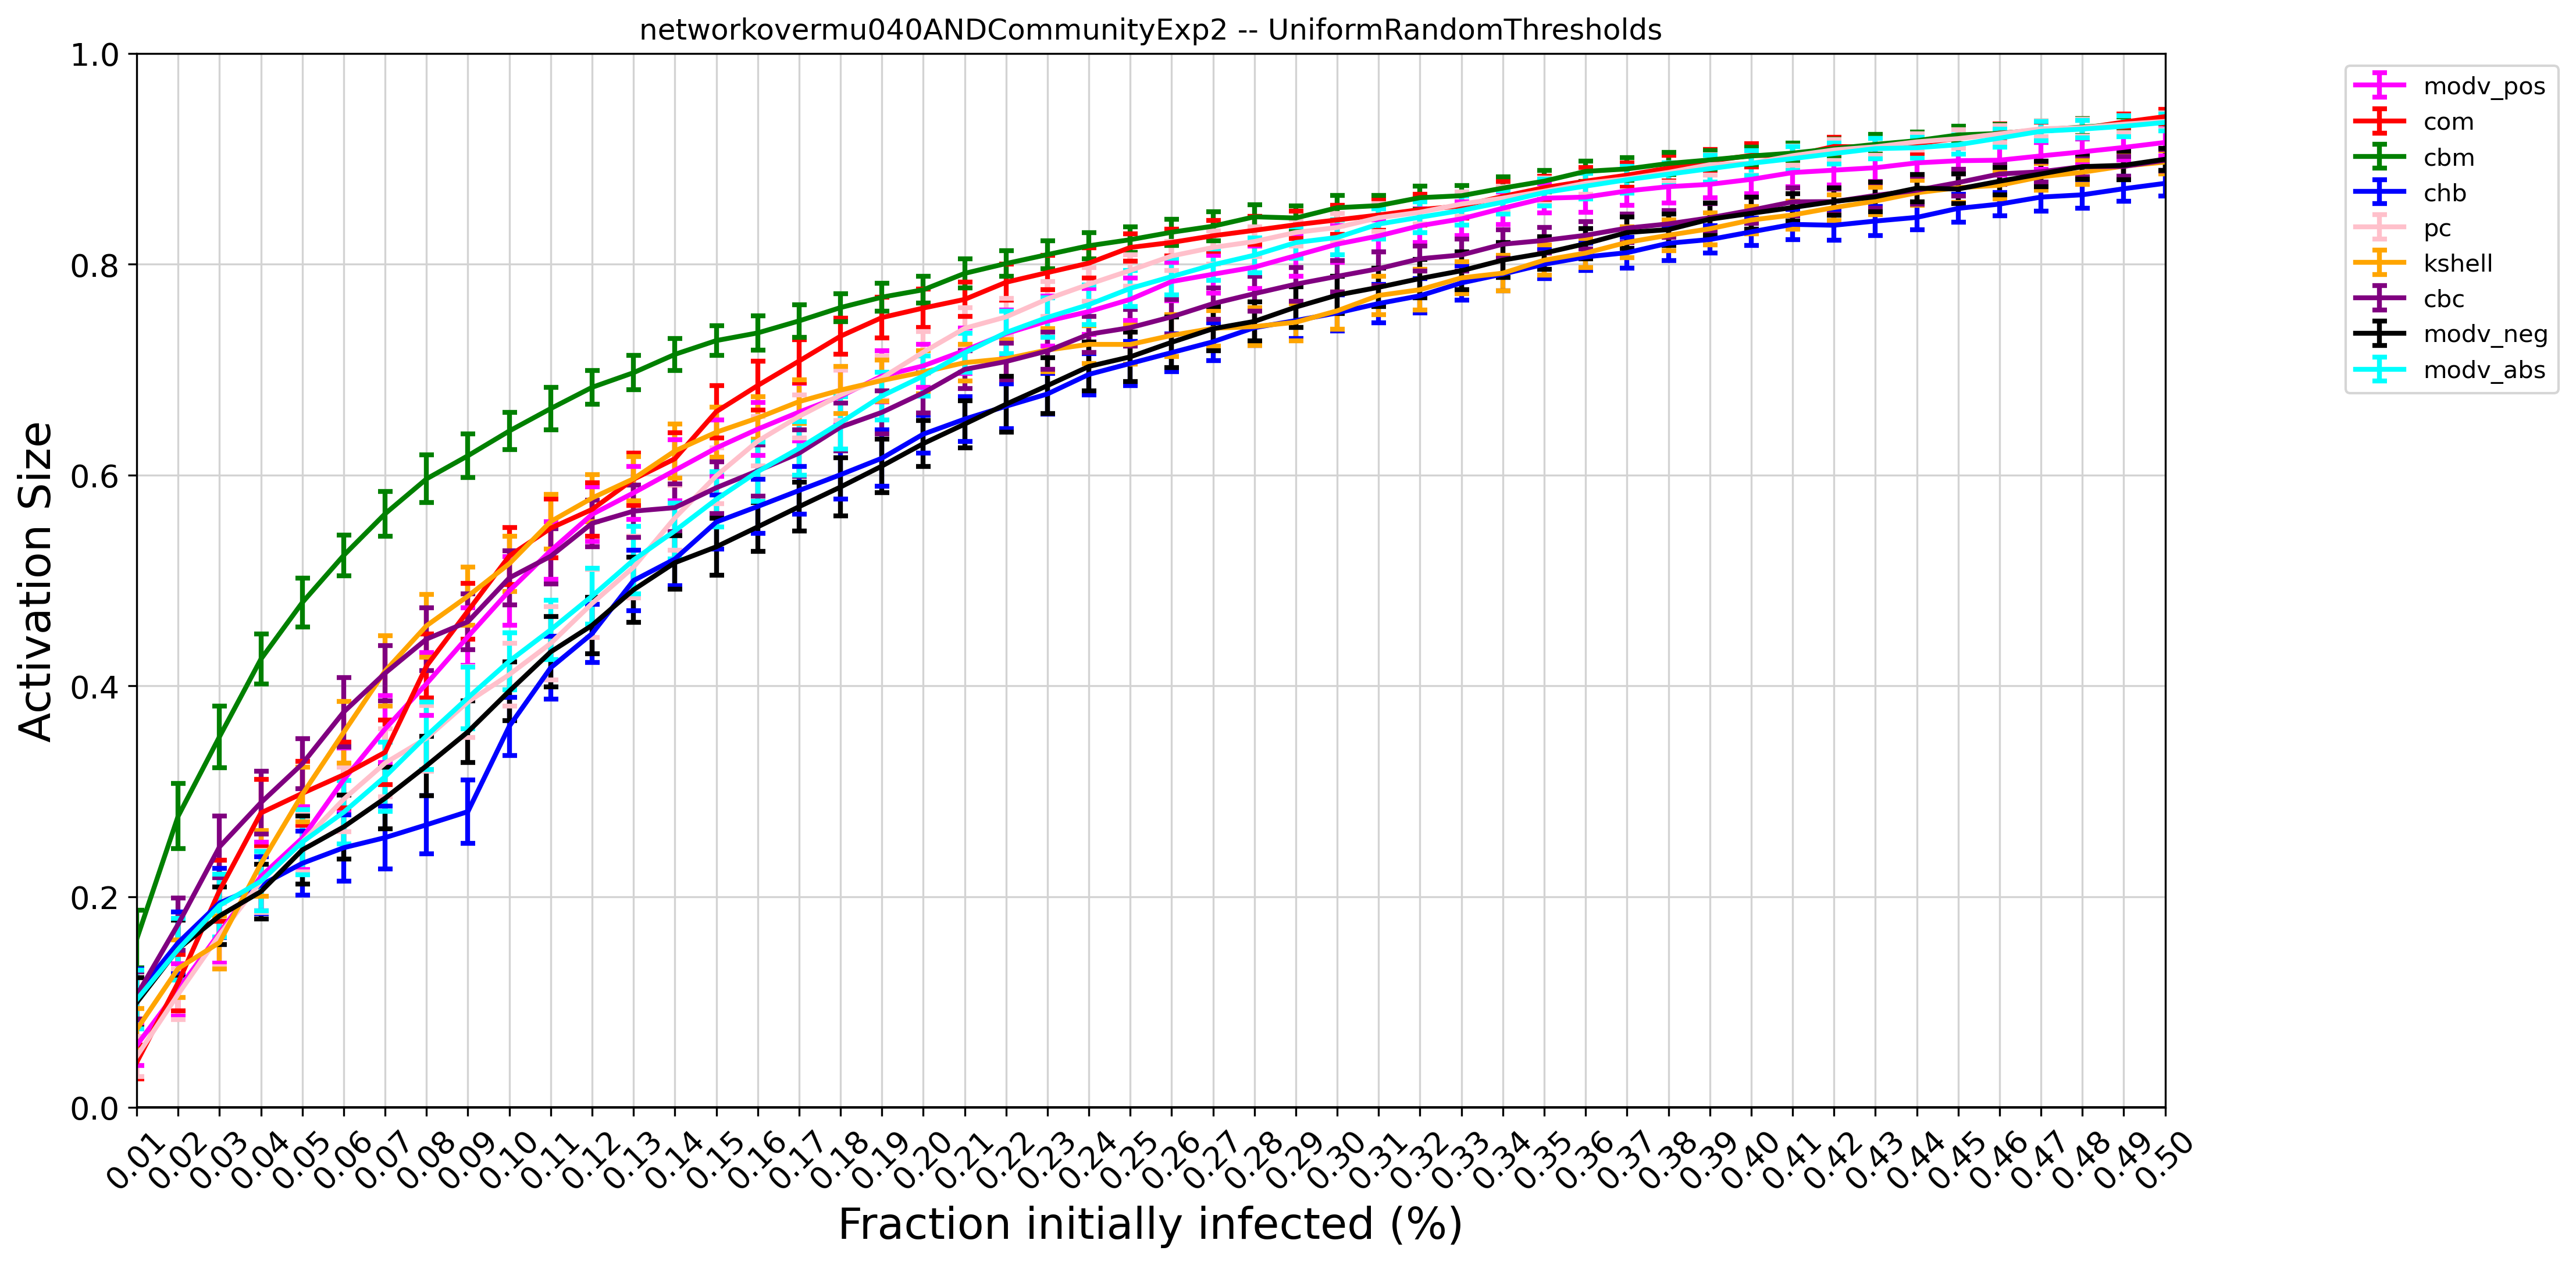 networkovermu040ANDCommunityExp2 -- UniformRandomThresholds
1.0
0.8
0.6
0.4
0.2
0.0
Activation Size
0.01 0.02 0.03 0.04 0.05 0.06 0.07 0.08 0.09 0.10 0.11 0.12 0.13 0.14 0.15 0.16 0.17 0.18 0.19 0.20 0.21 0.22 0.23 0.24 0.25 0.26 0.27 0.28 0.29 0.30 0.31 0.32 0.33 0.34 0.35 0.36 0.37 0.38 0.39 0.40 0.41 0.42 0.43 0.44 0.45 0.46 0.47 0.48 0.49 0.50
Fraction initially infected (%)
modv_pos
com
cbm
chb
pc
kshell
cbc
modv_neg
modv_abs